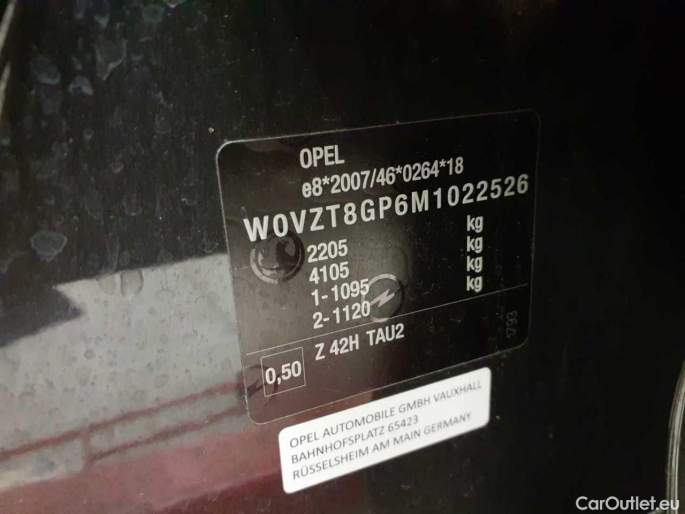 OPEL
e8*2007/46*0264*18
W0VZT8GP6M1022526
2205 kg
4105 kg
1-1095 kg
2-1120 kg
0,50 Z 42H TAU2
1793
OPEL AUTOMOBILE GMBH VAUXHALL
BAHNHOFSPLATZ 65423
RÜSSELSHEIM AM MAIN GERMANY
CarOutlet.eu